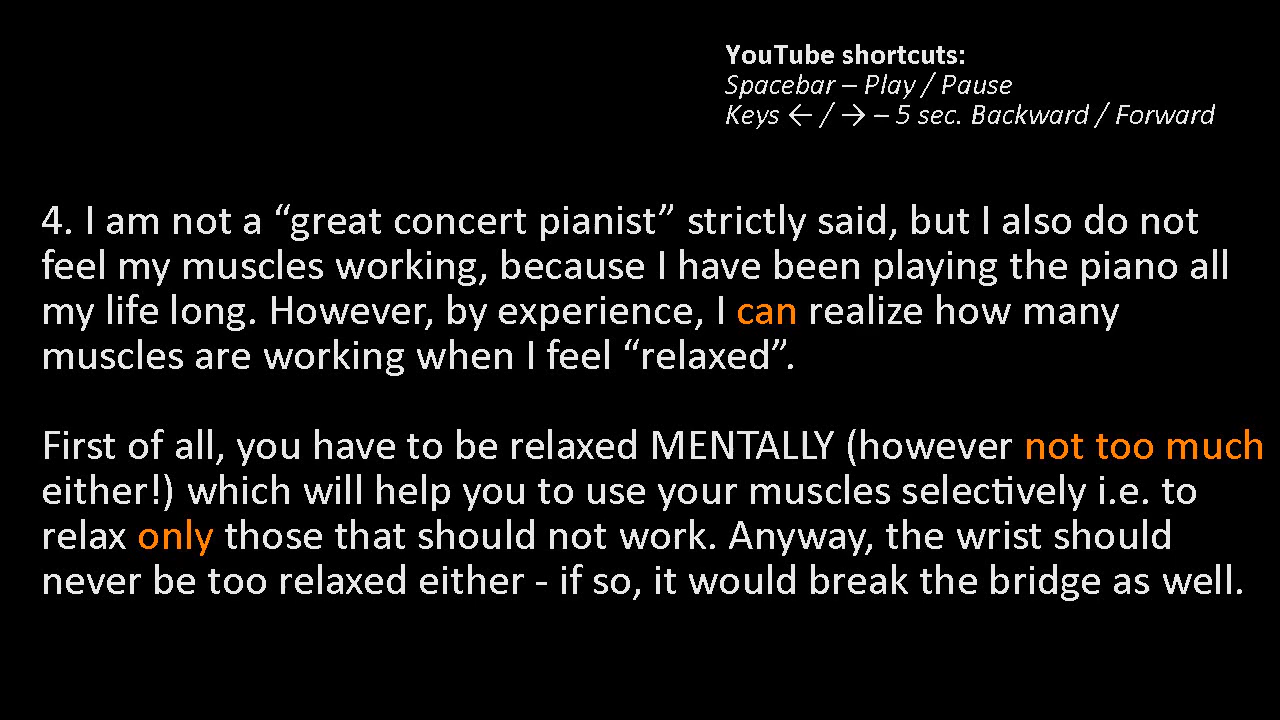 YouTube shortcuts:
Spacebar – Play / Pause
Keys ← / → – 5 sec. Backward / Forward
4. I am not a “great concert pianist” strictly said, but I also do not
feel my muscles working, because I have been playing the piano all
my life long. However, by experience, I can realize how many
muscles are working when I feel “relaxed”.
First of all, you have to be relaxed MENTALLY (however not too much
either!) which will help you to use your muscles selectively i.e. to
relax only those that should not work. Anyway, the wrist should
never be too relaxed either - if so, it would break the bridge as well.